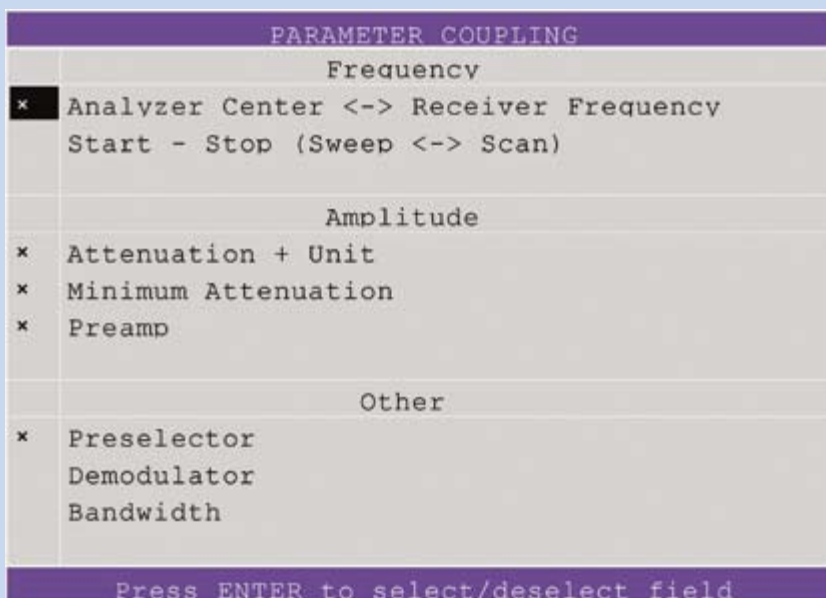 PARAMETER COUPLING
Frequency
× Analyzer Center <-> Receiver Frequency
Start - Stop (Sweep <-> Scan)
Amplitude
× Attenuation + Unit
× Minimum Attenuation
× Preamp
Other
× Preselector
Demodulator
Bandwidth
Press ENTER to select/deselect field